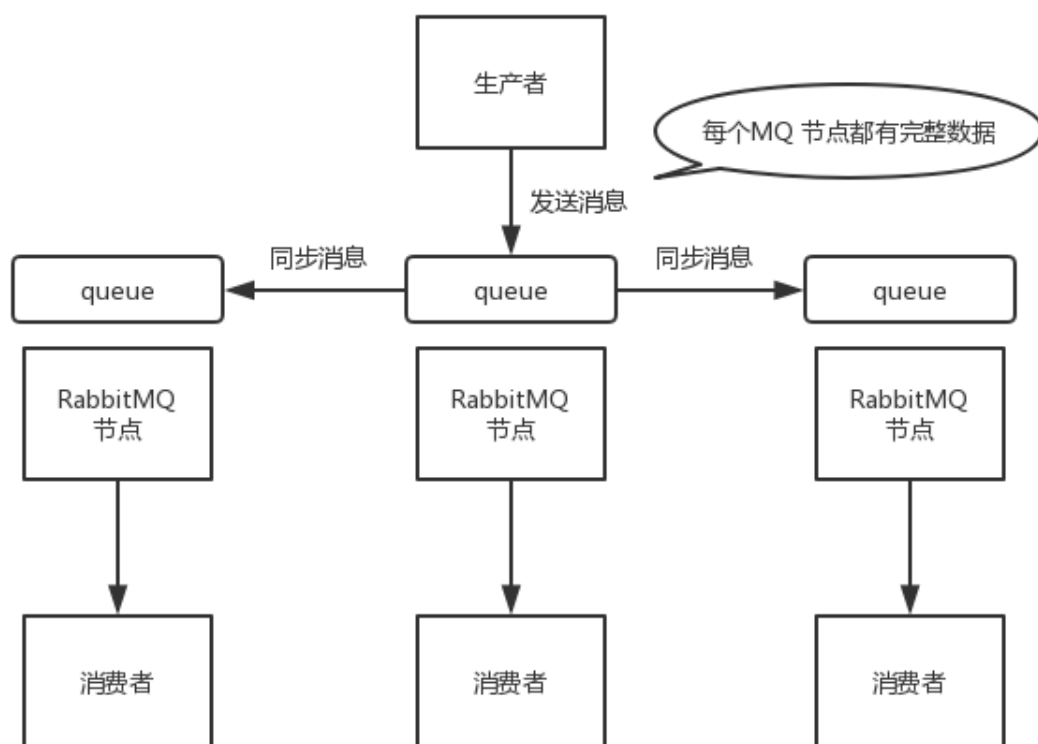 生产者
每个MQ 节点都有完整数据
发送消息
同步消息
同步消息
queue
queue
queue
RabbitMQ
节点
RabbitMQ
节点
RabbitMQ
节点
消费者
消费者
消费者